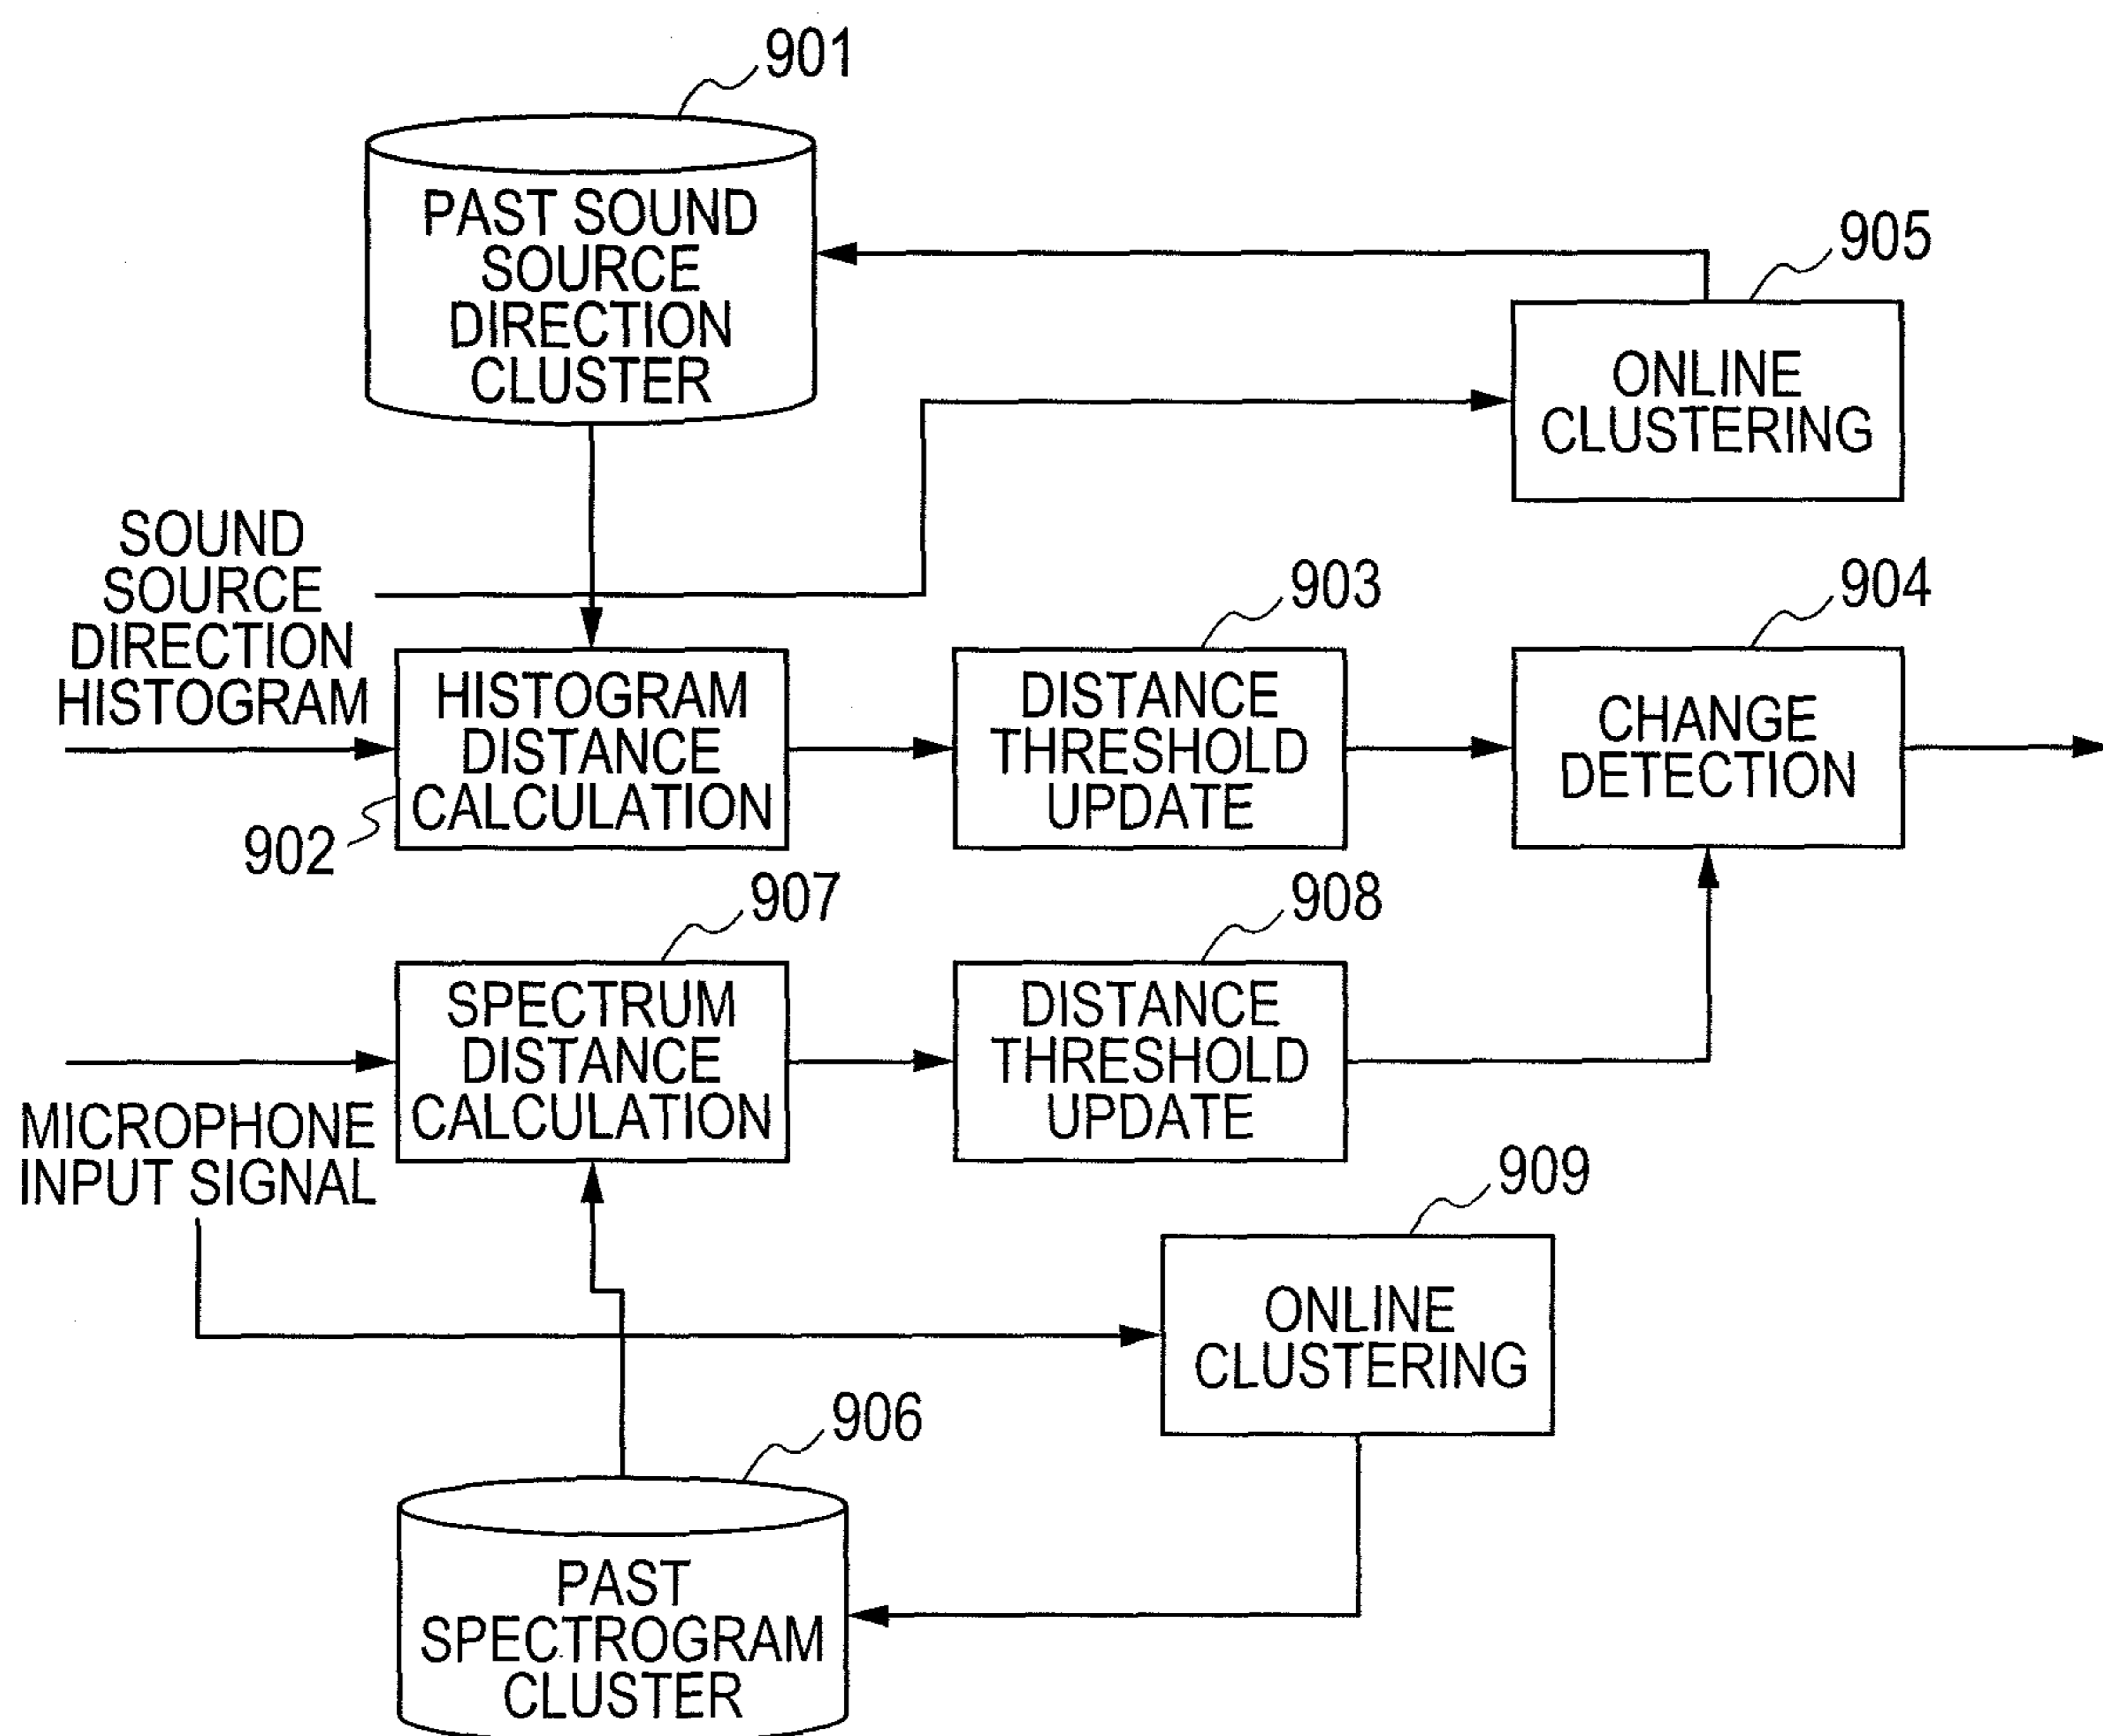 901
PAST SOUND
SOURCE
DIRECTION
CLUSTER
905
ONLINE
CLUSTERING
SOUND
SOURCE
DIRECTION
HISTOGRAM
902
HISTOGRAM
DISTANCE
CALCULATION
903
DISTANCE
THRESHOLD
UPDATE
904
CHANGE
DETECTION
907
SPECTRUM
DISTANCE
CALCULATION
908
DISTANCE
THRESHOLD
UPDATE
MICROPHONE
INPUT SIGNAL
909
ONLINE
CLUSTERING
906
PAST
SPECTROGRAM
CLUSTER